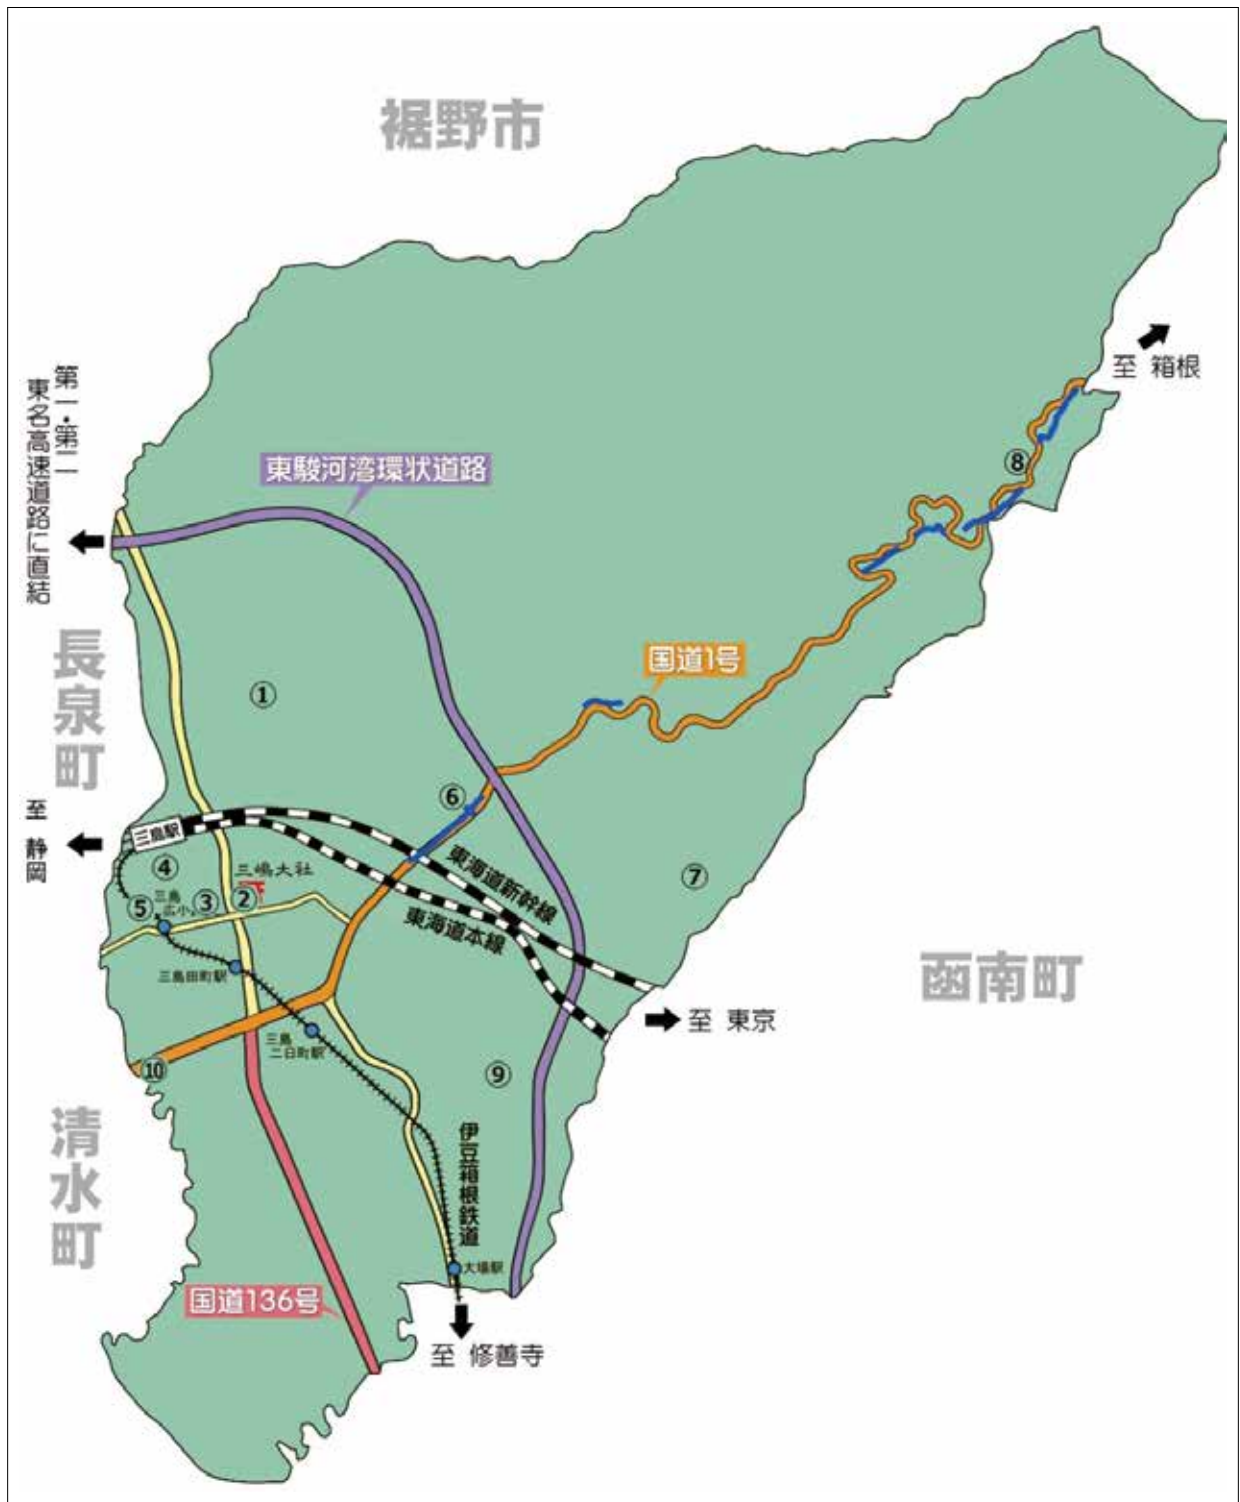 裾野市
至 箱根
第一・第二
東名高速道路に直結
東駿河湾環状道路
⑧
長泉町
国道1号
①
⑥
至 静岡
三島駅
④
三嶋大社
東海道新幹線
⑦
⑤
三島
広小
③
②
東海道本線
函南町
三島田町駅
至 東京
三島
二日町駅
⑩
⑨
清水町
伊豆箱根鉄道
大場駅
国道136号
至 修善寺